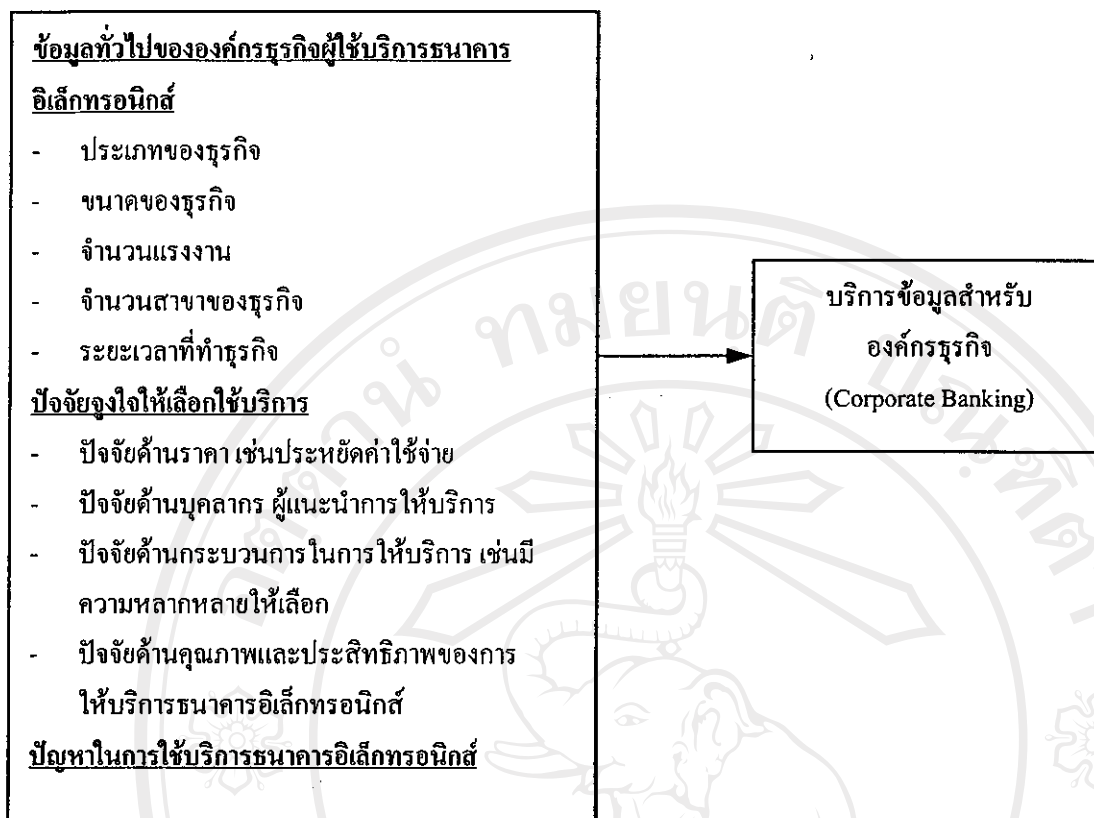 ข้อมูลทั่วไปขององค์กรธุรกิจผู้ใช้บริการธนาคาร
อิเล็กทรอนิกส์
- ประเภทของธุรกิจ
- ขนาดของธุรกิจ
- จำนวนแรงงาน
- จำนวนสาขาของธุรกิจ
- ระยะเวลาที่ทำธุรกิจ
ปัจจัยจูงใจให้เลือกใช้บริการ
- ปัจจัยด้านราคา เช่นประหยัดค่าใช้จ่าย
- ปัจจัยด้านบุคลากร ผู้แนะนำการให้บริการ
- ปัจจัยด้านกระบวนการในการให้บริการ เช่นมี
ความหลากหลายให้เลือก
- ปัจจัยด้านคุณภาพและประสิทธิภาพของการ
ให้บริการธนาคารอิเล็กทรอนิกส์
ปัญหาในการใช้บริการธนาคารอิเล็กทรอนิกส์
บริการข้อมูลสำหรับ
องค์กรธุรกิจ
(Corporate Banking)
ทมยนติ